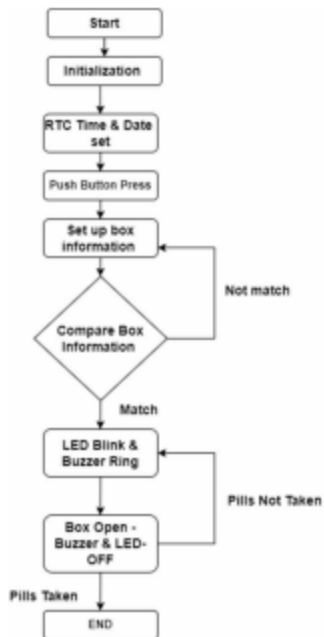 Start
Initialization
RTC Time & Date
set
Push Button Press
Set up box
information
Not match
Compare Box
Information
Match
LED Blink &
Buzzer Ring
Pills Not Taken
Box Open -
Buzzer & LED-
OFF
Pills Taken
END